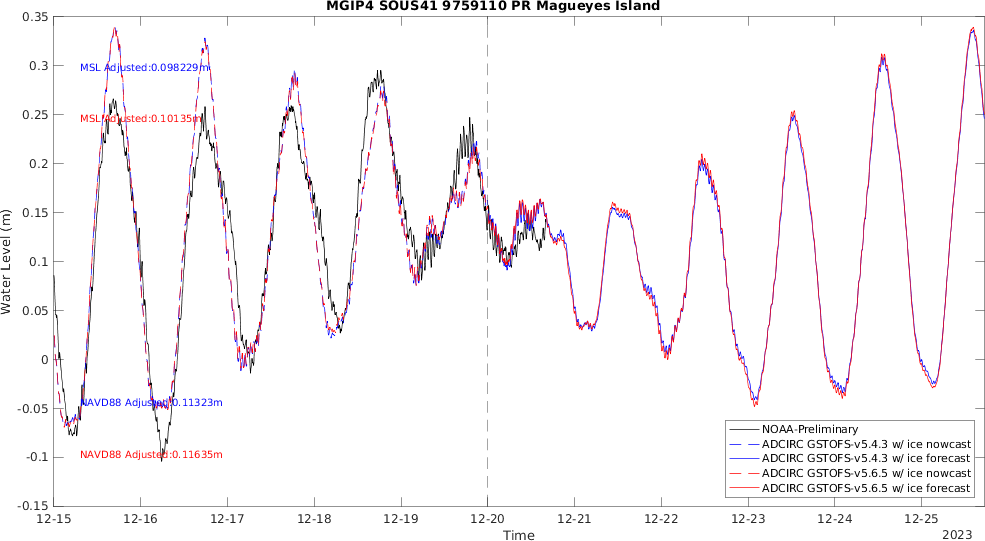 MGIP4 SOUS41 9759110 PR Magueyes Island
0.35
0.3
0.25
0.2
0.15
0.1
0.05
0
-0.05
-0.1
-0.15
Water Level (m)
MSL Adjusted:0.098229m
MSL Adjusted:0.10135m
NAVD88 Adjusted:0.11323m
NAVD88 Adjusted:0.11635m
NOAA-Preliminary
ADCIRC GSTOFS-v5.4.3 w/ ice nowcast
ADCIRC GSTOFS-v5.4.3 w/ ice forecast
ADCIRC GSTOFS-v5.6.5 w/ ice nowcast
ADCIRC GSTOFS-v5.6.5 w/ ice forecast
12-15 12-16 12-17 12-18 12-19 12-20 12-21 12-22 12-23 12-24 12-25
Time
2023